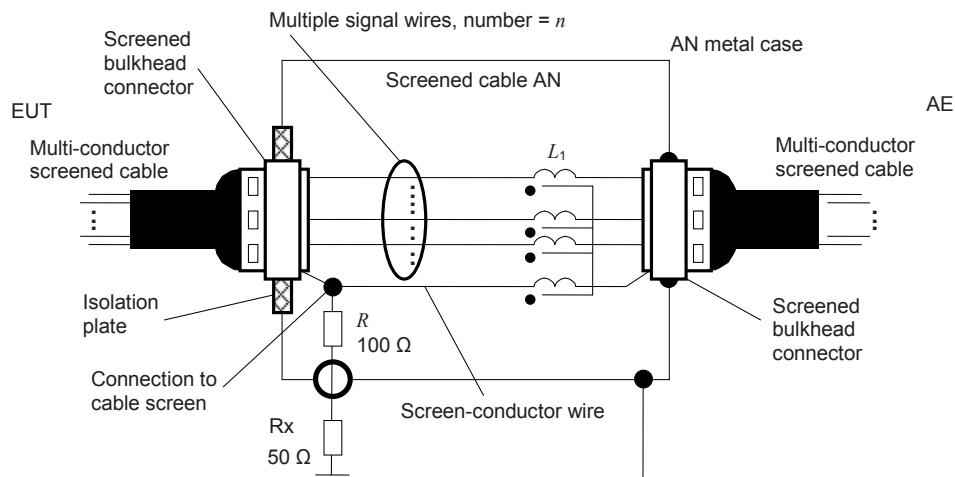 Multiple signal wires, number = n
Screened
bulkhead
connector
AN metal case
Screened cable AN
EUT
AE
Multi-conductor
screened cable
L1
Multi-conductor
screened cable
Isolation
plate
R
100 Ω
Screened
bulkhead
connector
Connection to
cable screen
Screen-conductor wire
Rx
50 Ω